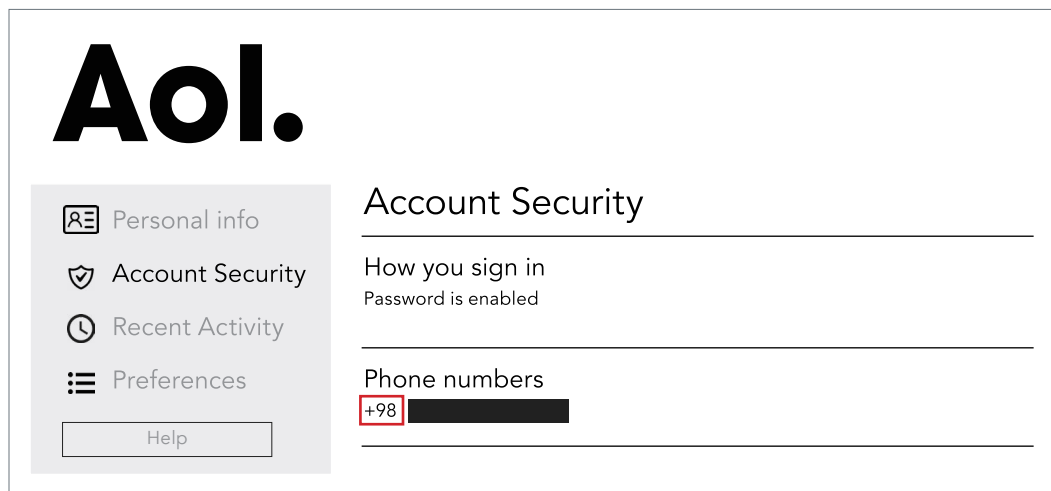 Aol.
Personal info
Account Security
Recent Activity
Preferences
Help
Account Security
How you sign in
Password is enabled
Phone numbers
+98